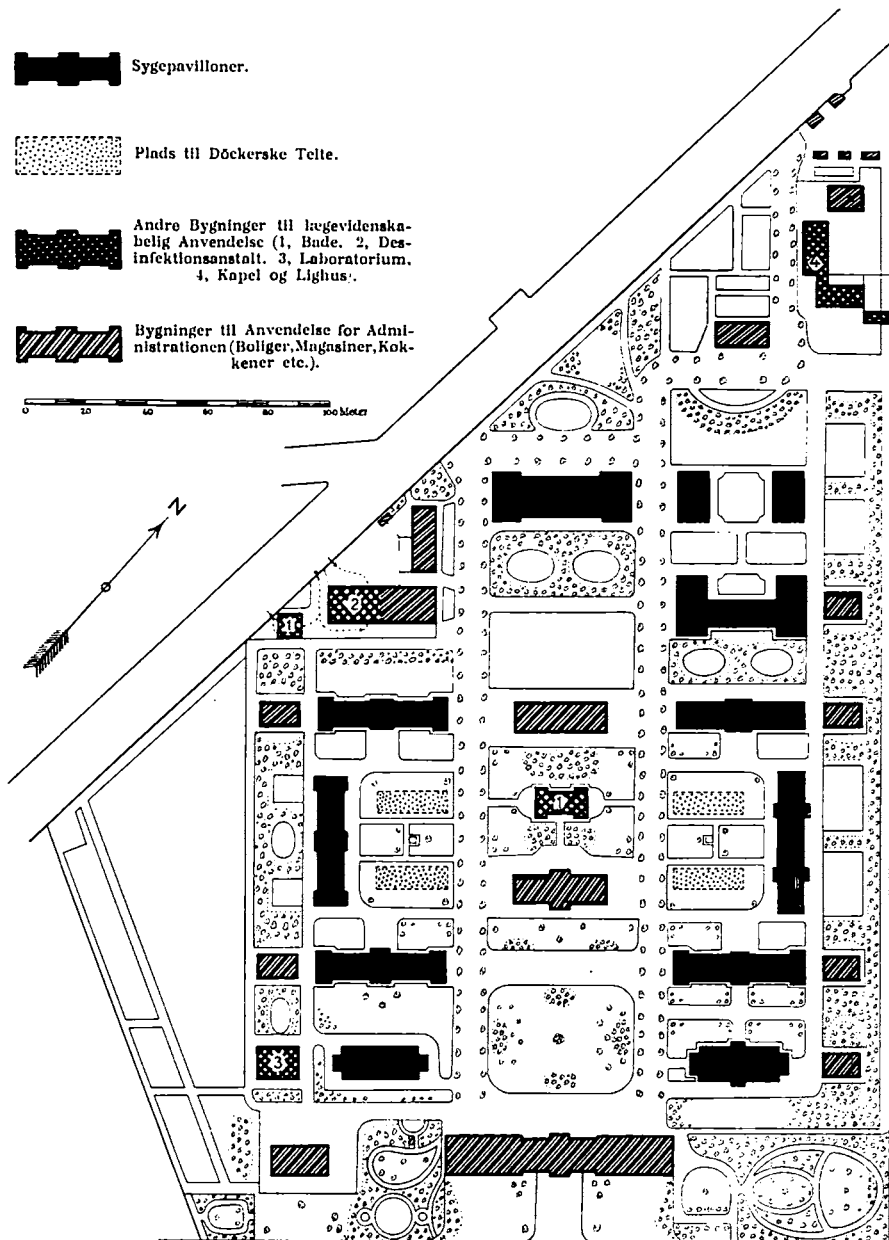 Sygepavilloner.
Plads til Döckerske Telte.
Andre Bygninger til lægevidenska-
belig Anvendelse (1, Bade. 2, Des-
infektionsanstalt. 3, Laboratorium.
4, Kapel og Lighus).
Bygninger til Anvendelse for Admi-
nistrationen (Boliger, Magasiner, Køk-
kener etc.).
0 20 40 60 80 100 Meter
N
4
2
1
1
3